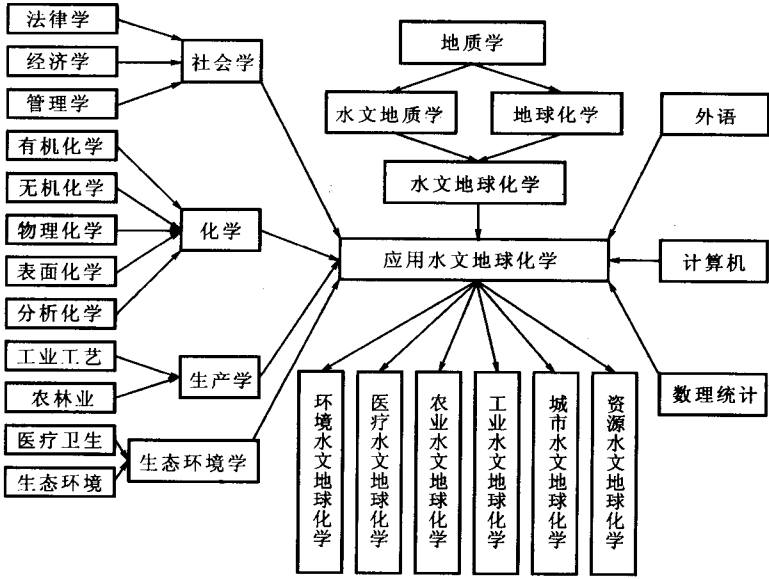 法律学
经济学
管理学
社会学
有机化学
无机化学
物理化学
表面化学
分析化学
化学
工业工艺
农林业
生产学
医疗卫生
生态环境
生态环境学
地质学
水文地质学
地球化学
水文地球化学
应用水文地球化学
外语
计算机
数理统计
环境水文地球化学
医疗水文地球化学
农业水文地球化学
工业水文地球化学
城市水文地球化学
资源水文地球化学